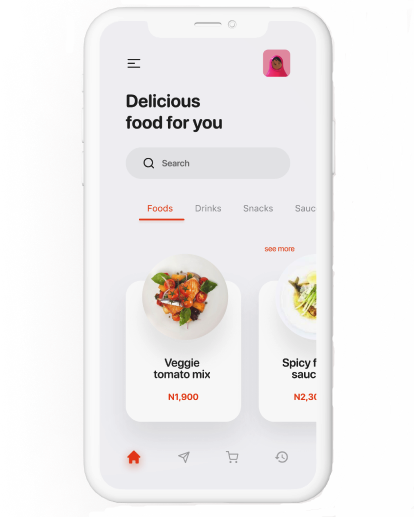 Delicious
food for you
Search
Foods Drinks Snacks Sauc
see more
Veggie
tomato mix
N1,900
Spicy f
sauc
N2,30